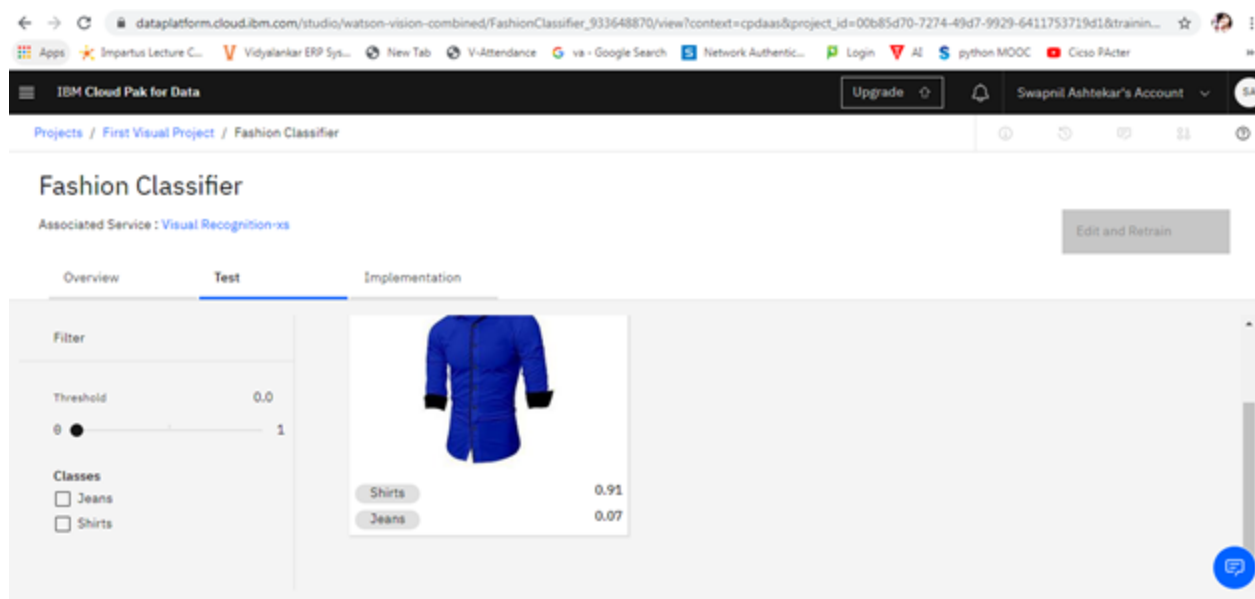 dataplatform.cloud.ibm.com/studio/watson-vision-combined/FashionClassifier_933648870/view?context=cpdaas&project_id=00b85d70-7274-49d7-9929-6411753719d1&trainin...
Apps Impartus Lecture C... Vidyalankar ERP Sys... New Tab V-Attendance va - Google Search Network Authentic... Login AI python MOOC Cicso PActer
IBM Cloud Pak for Data Upgrade Swapnil Ashtekar's Account SA
Projects / First Visual Project / Fashion Classifier
Fashion Classifier
Associated Service : Visual Recognition-xs
Edit and Retrain
Overview Test Implementation
Filter
Threshold 0.0
0 1
Classes
Jeans
Shirts
Shirts 0.91
Jeans 0.07